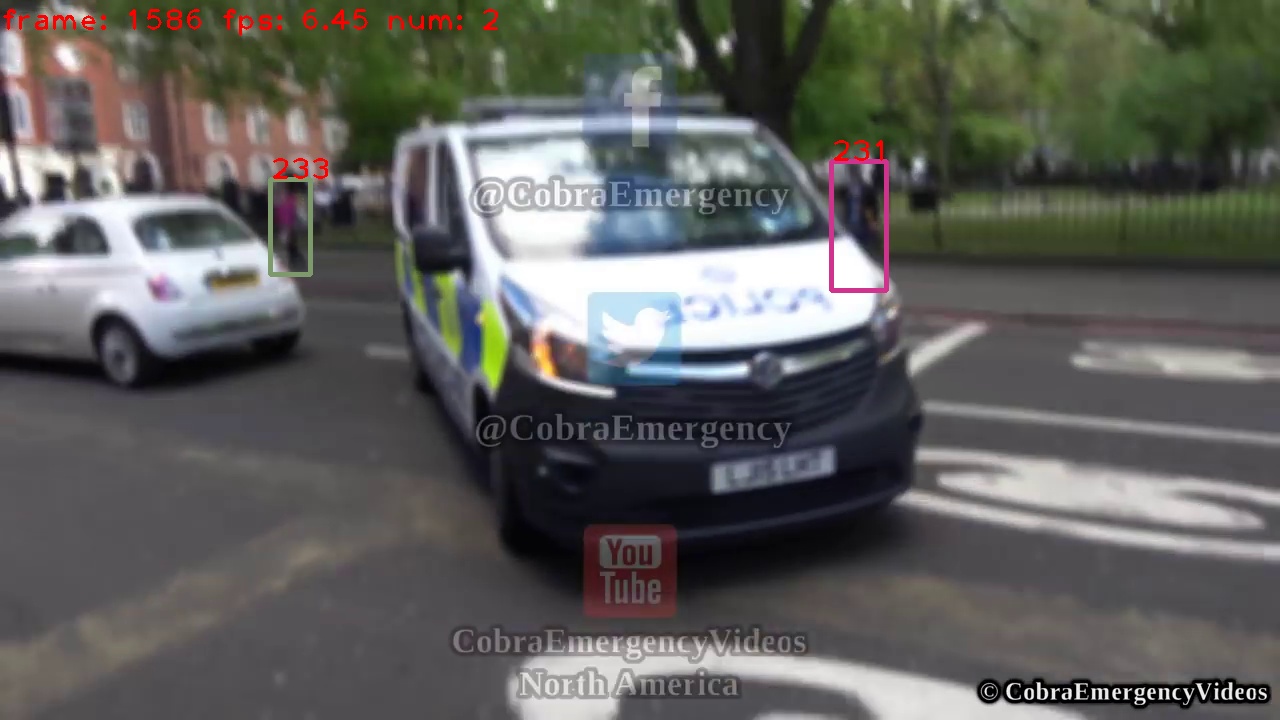 frame: 1586 fps: 6.45 num: 2
f
233
231
@CobraEmergency
POLICE
@CobraEmergency
You
Tube
CobraEmergencyVideos
North America
© CobraEmergencyVideos